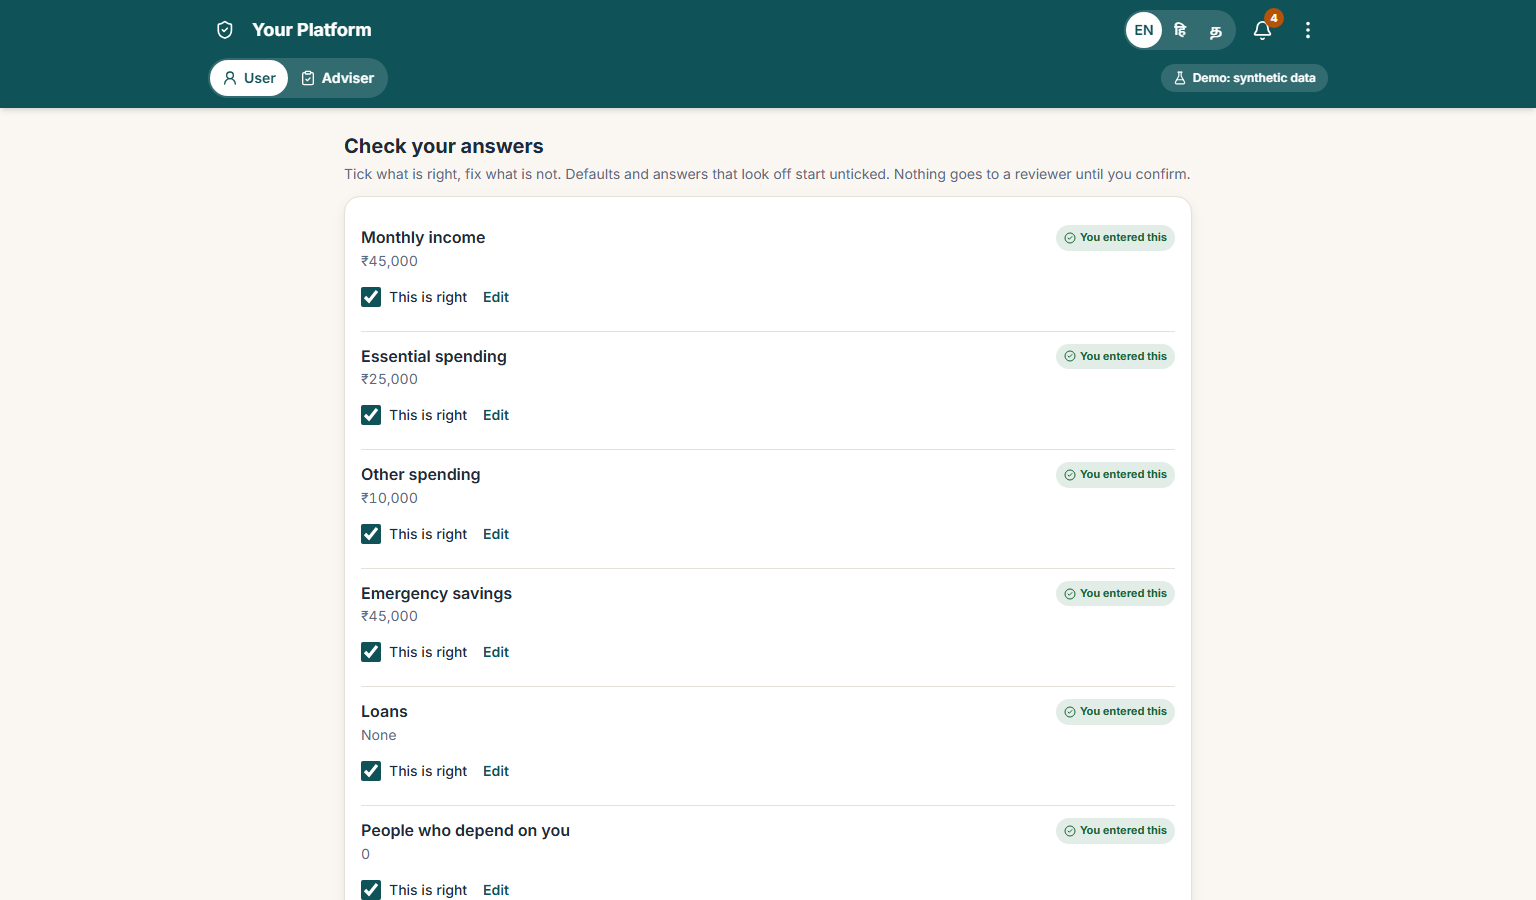 Your Platform
EN हि த
4
User Adviser
Demo: synthetic data
Check your answers
Tick what is right, fix what is not. Defaults and answers that look off start unticked. Nothing goes to a reviewer until you confirm.
Monthly income
You entered this
₹45,000
This is right Edit
Essential spending
You entered this
₹25,000
This is right Edit
Other spending
You entered this
₹10,000
This is right Edit
Emergency savings
You entered this
₹45,000
This is right Edit
Loans
You entered this
None
This is right Edit
People who depend on you
You entered this
0
This is right Edit